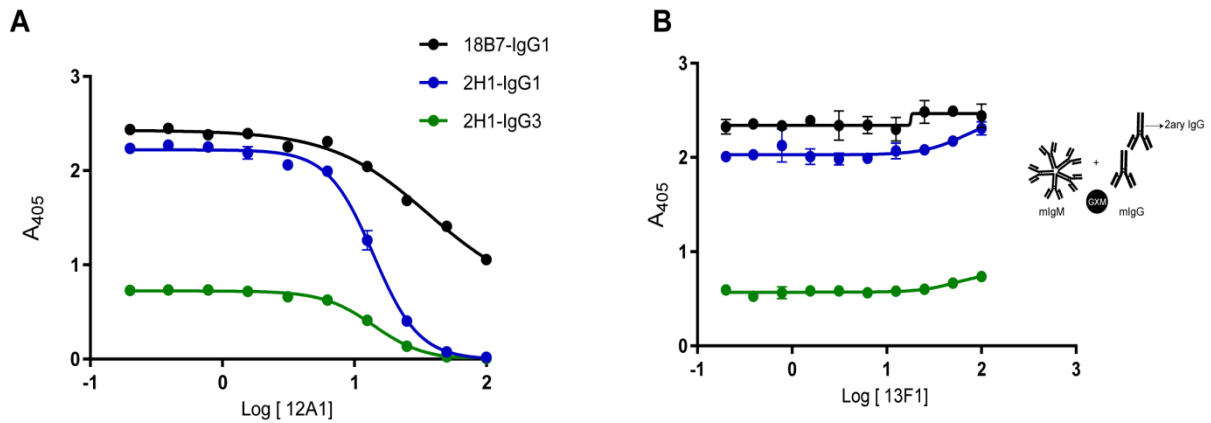 A
18B7-IgG1
2H1-IgG1
2H1-IgG3
3
2
1
0
A405
-1
0
1
2
Log [ 12A1]
B
3
2
1
0
A405
-1
0
1
2
3
Log [ 13F1]
2ary IgG
+
mIgM
GXM
mIgG